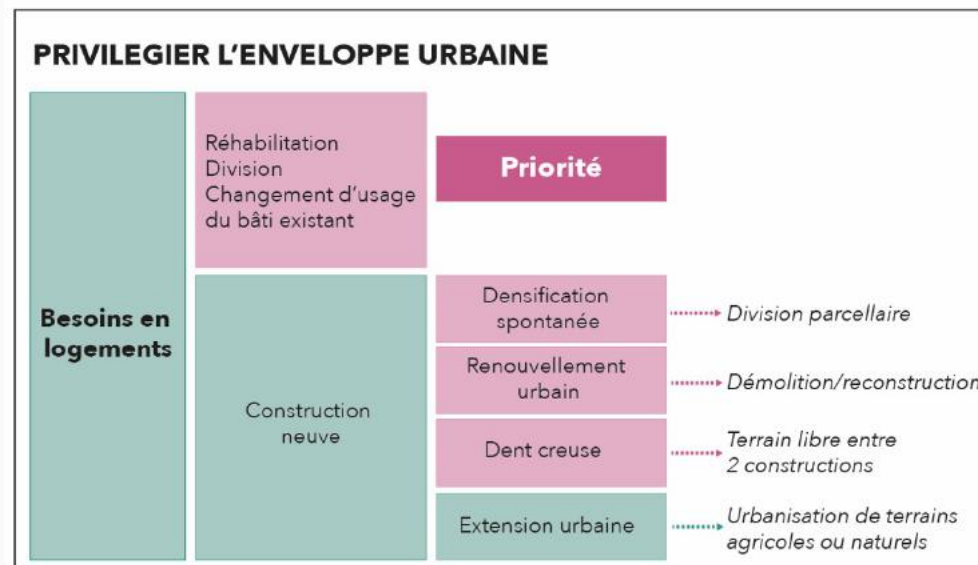 PRIVILEGIER L'ENVELOPPE URBAINE
Besoins en
logements
Réhabilitation
Division
Changement d'usage
du bâti existant
Priorité
Construction
neuve
Densification
spontanée
Division parcellaire
Renouvellement
urbain
Démolition/reconstruction
Dent creuse
Terrain libre entre
2 constructions
Extension urbaine
Urbanisation de terrains
agricoles ou naturels